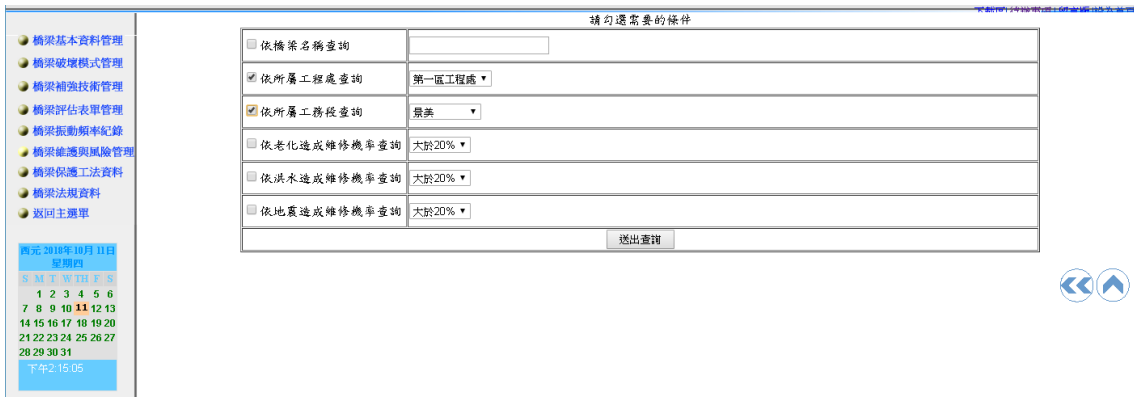 請勾選需要的條件
橋梁基本資料管理
橋梁破壞模式管理
橋梁補強技術管理
橋梁評估表單管理
橋梁振動頻率紀錄
橋梁維護與風險管理
橋梁保護工法資料
橋梁法規資料
返回主選單
西元 2018年10月 11日
星期四
S M T W TH F S
1 2 3 4 5 6
7 8 9 10 11 12 13
14 15 16 17 18 19 20
21 22 23 24 25 26 27
28 29 30 31
下午2:15:05
依橋梁名稱查詢
依所屬工程處查詢 第一區工程處
依所屬工務段查詢 景美
依老化造成維修機率查詢 大於20%
依洪水造成維修機率查詢 大於20%
依地震造成維修機率查詢 大於20%
送出查詢